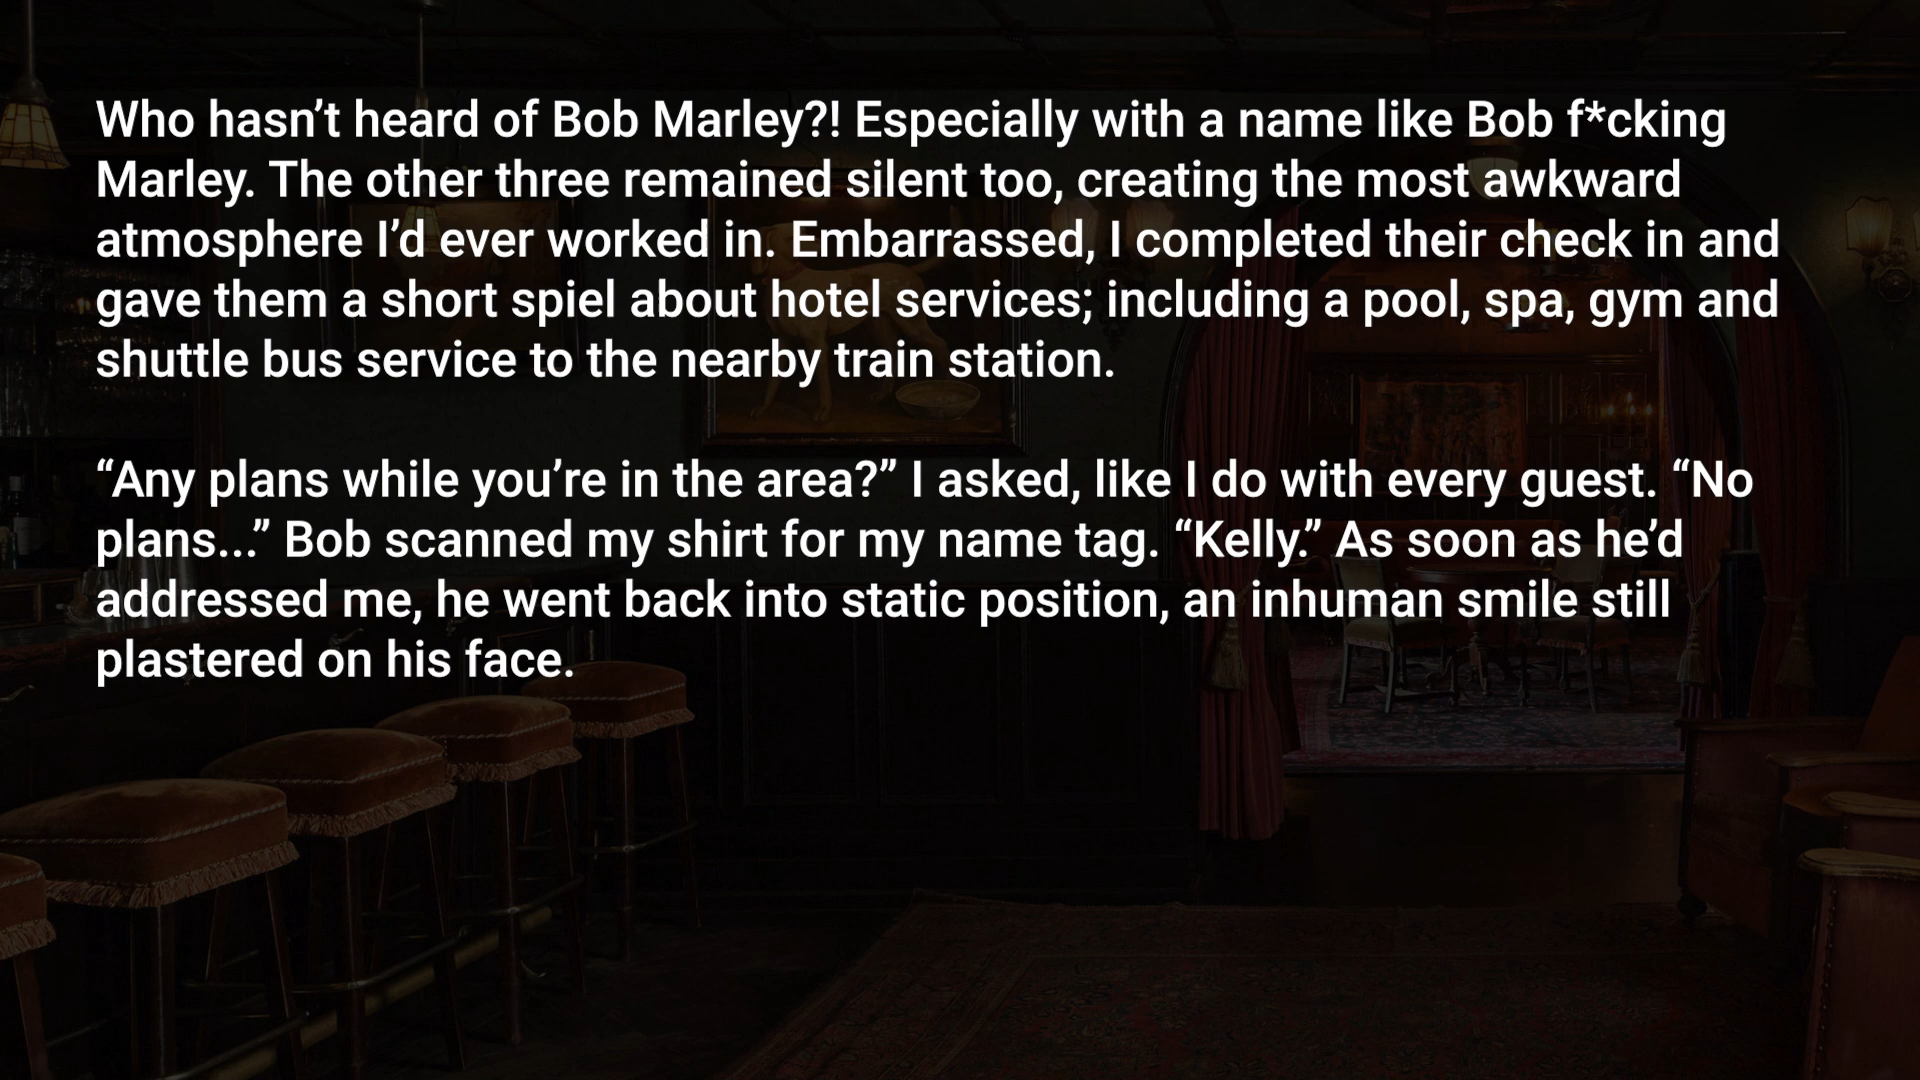 Who hasn’t heard of Bob Marley?! Especially with a name like Bob f*cking
Marley. The other three remained silent too, creating the most awkward
atmosphere I’d ever worked in. Embarrassed, I completed their check in and
gave them a short spiel about hotel services; including a pool, spa, gym and
shuttle bus service to the nearby train station.
“Any plans while you’re in the area?” I asked, like I do with every guest. “No
plans...” Bob scanned my shirt for my name tag. “Kelly.” As soon as he’d
addressed me, he went back into static position, an inhuman smile still
plastered on his face.